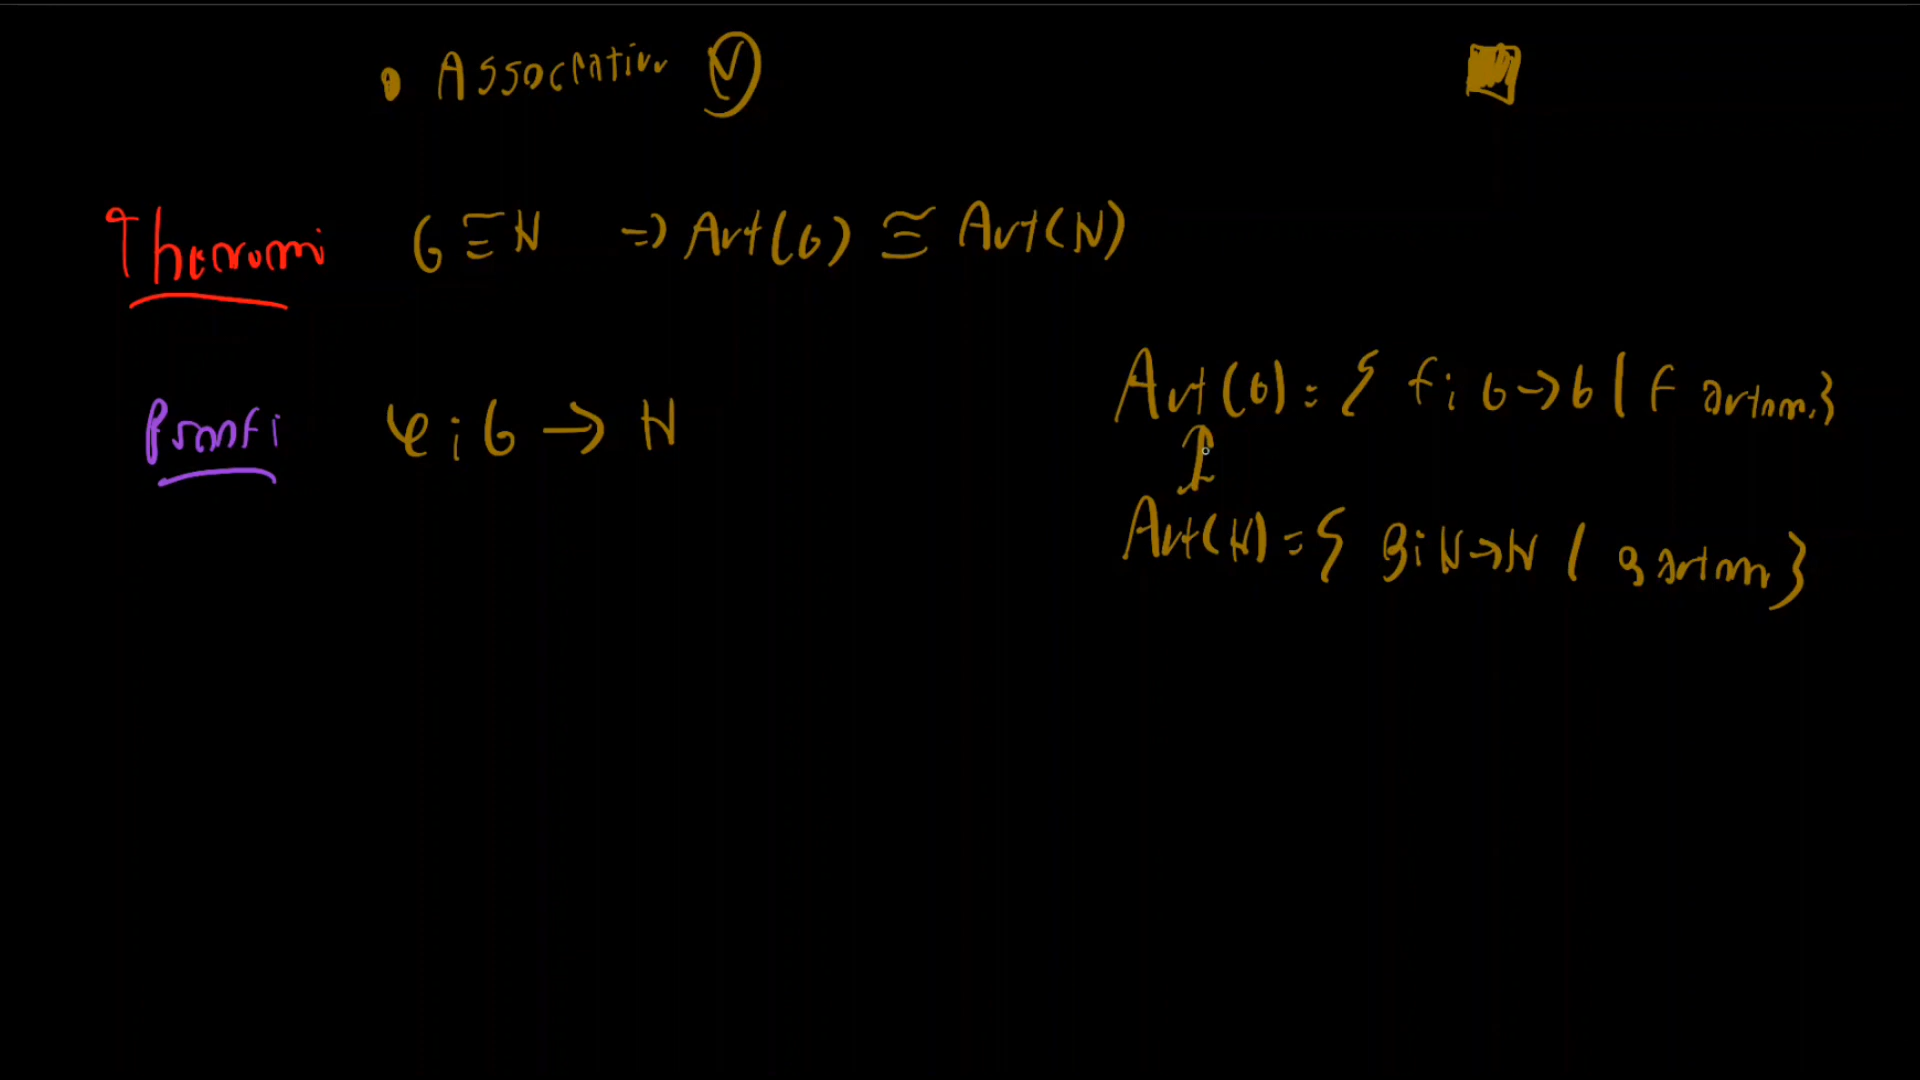 • Associative ✓
Theorem: G ≅ H => Aut(G) ≅ Aut(H)
Proof: φ: G → H
Aut(G) = { f: G → G | f autom. }
Aut(H) = { g: H → H | g autom }